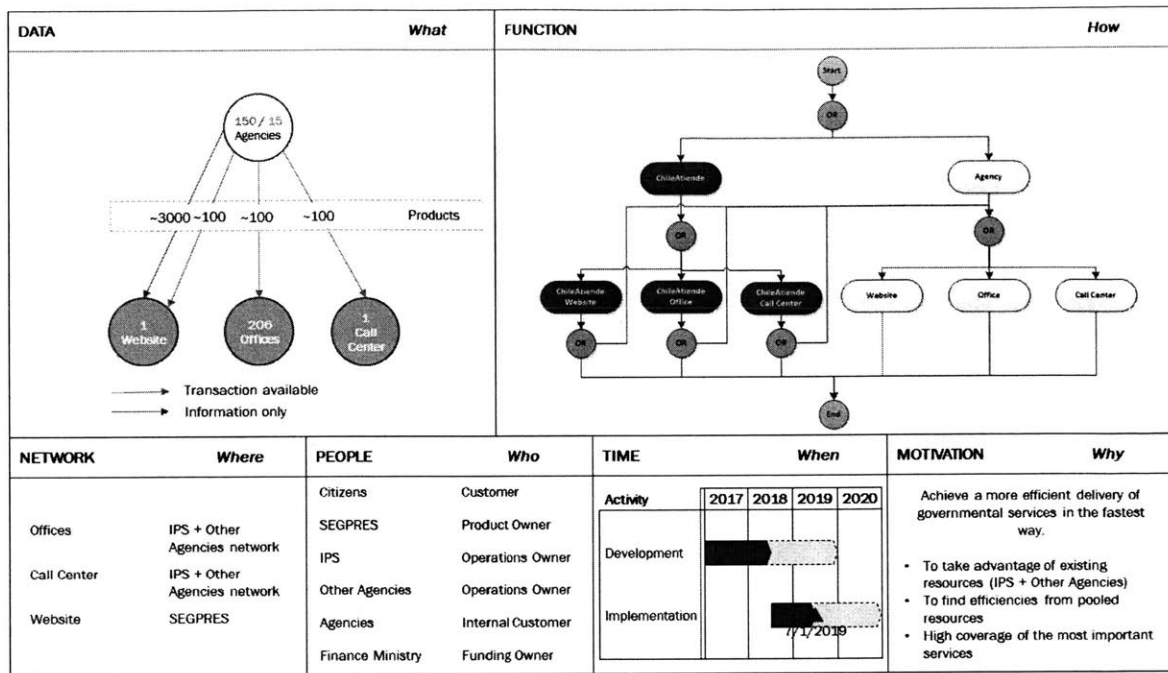 DATA What
150 / 15
Agencies
~3000 ~100 ~100 ~100 Products
1
Website
206
Offices
1
Call
Center
Transaction available
Information only
FUNCTION How
Start
OR
ChileAtiende Agency
OR OR
ChileAtiende
Website
ChileAtiende
Office
ChileAtiende
Call Center
Website Office Call Center
OR OR OR
End
NETWORK Where
Offices IPS + Other
Agencies network
Call Center IPS + Other
Agencies network
Website SEGPRES
PEOPLE Who
Citizens Customer
SEGPRES Product Owner
IPS Operations Owner
Other Agencies Operations Owner
Agencies Internal Customer
Finance Ministry Funding Owner
TIME When
Activity 2017 2018 2019 2020
Development
Implementation
7/1/2019
MOTIVATION Why
Achieve a more efficient delivery of
governmental services in the fastest
way.
• To take advantage of existing
resources (IPS + Other Agencies)
• To find efficiencies from pooled
resources
• High coverage of the most important
services